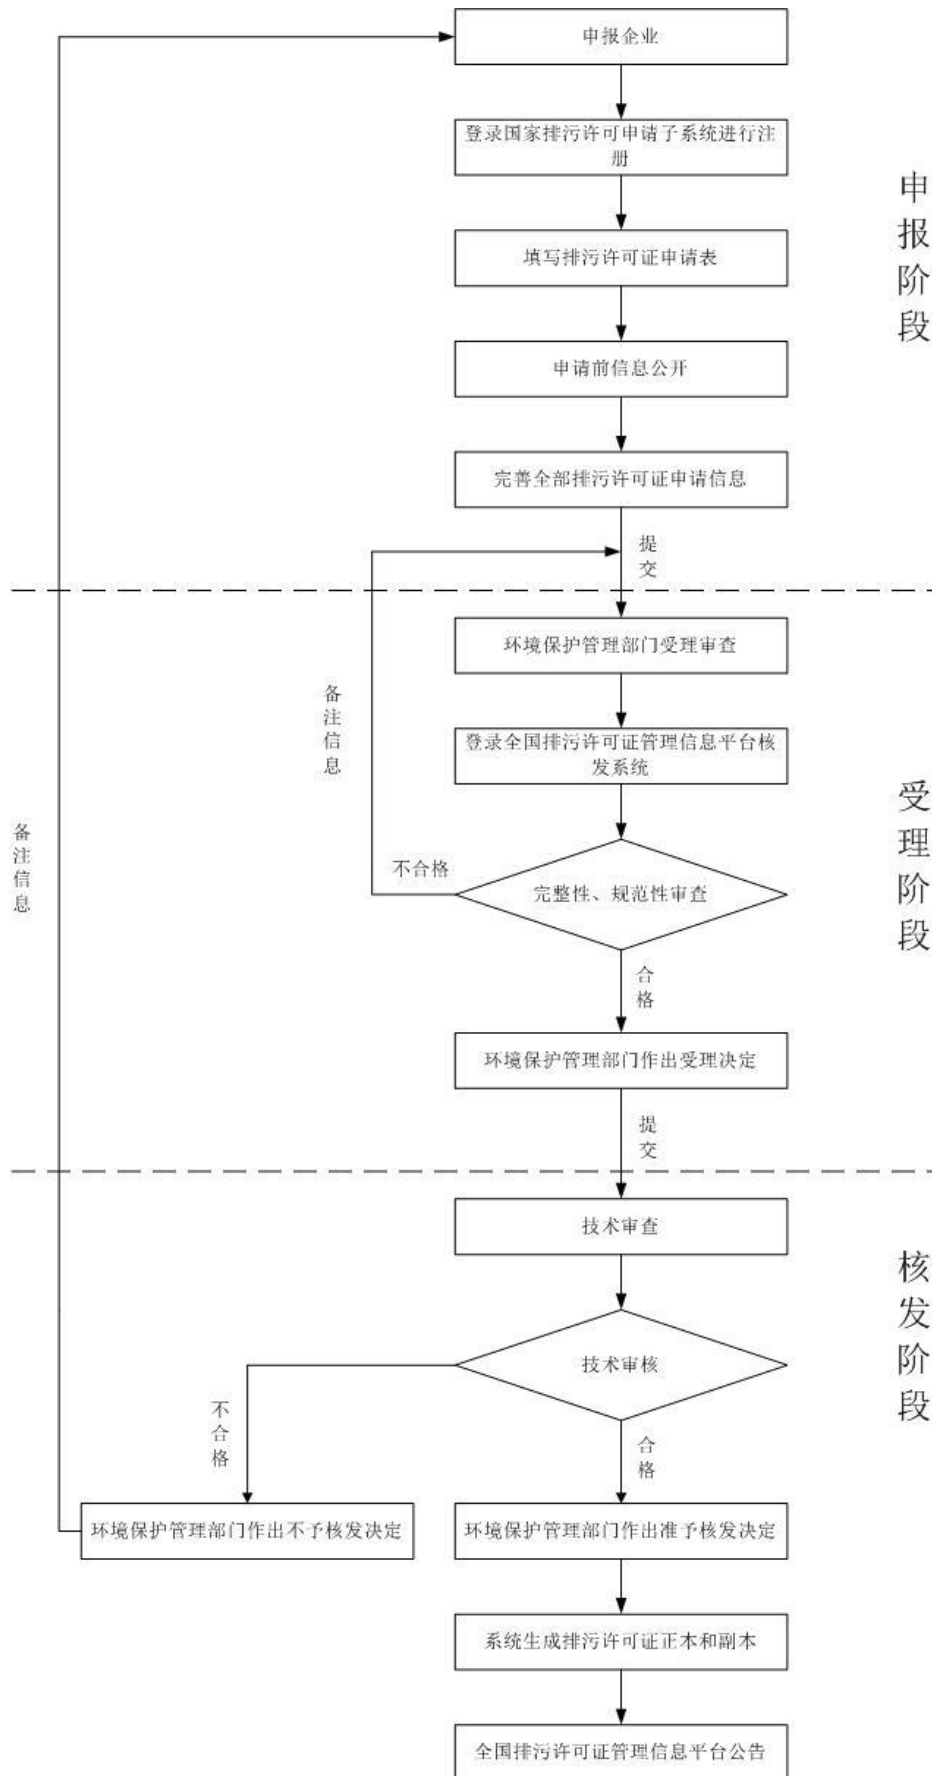 申报企业
登录国家排污许可申请子系统进行注
册
填写排污许可证申请表
申请前信息公开
完善全部排污许可证申请信息
提交
申报阶段
环境保护管理部门受理审查
登录全国排污许可证管理信息平台核
发系统
备注信息
不合格
完整性、规范性审查
合格
环境保护管理部门作出受理决定
提交
受理阶段
备注信息
技术审查
技术审核
不合格
合格
环境保护管理部门作出不予核发决定
环境保护管理部门作出准予核发决定
系统生成排污许可证正本和副本
全国排污许可证管理信息平台公告
核发阶段